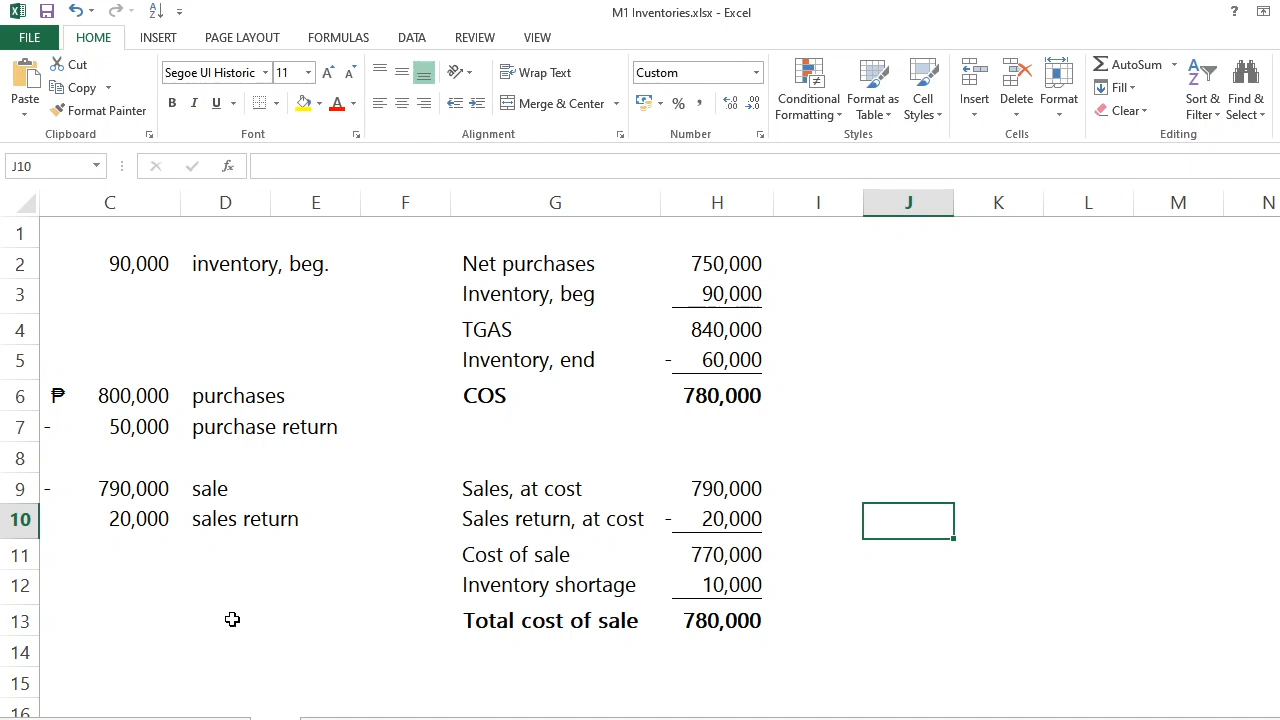 M1 Inventories.xlsx - Excel
?
FILE HOME INSERT PAGE LAYOUT FORMULAS DATA REVIEW VIEW
Paste
Cut
Copy
Format Painter
Clipboard
Segoe UI Historic 11
B I U
Font
Wrap Text
Merge & Center
Alignment
Custom
%
Number
Conditional Formatting
Format as Table
Cell Styles
Styles
Insert Delete Format
Cells
AutoSum
Fill
Clear
Sort & Filter
Find & Select
Editing
J10
fx
C D E F G H I J K L M N
1
2 90,000 inventory, beg. Net purchases 750,000
3 Inventory, beg 90,000
4 TGAS 840,000
5 Inventory, end - 60,000
6 ₱ 800,000 purchases COS 780,000
7 - 50,000 purchase return
8
9 - 790,000 sale Sales, at cost 790,000
10 20,000 sales return Sales return, at cost - 20,000
11 Cost of sale 770,000
12 Inventory shortage 10,000
13 Total cost of sale 780,000
14
15
16